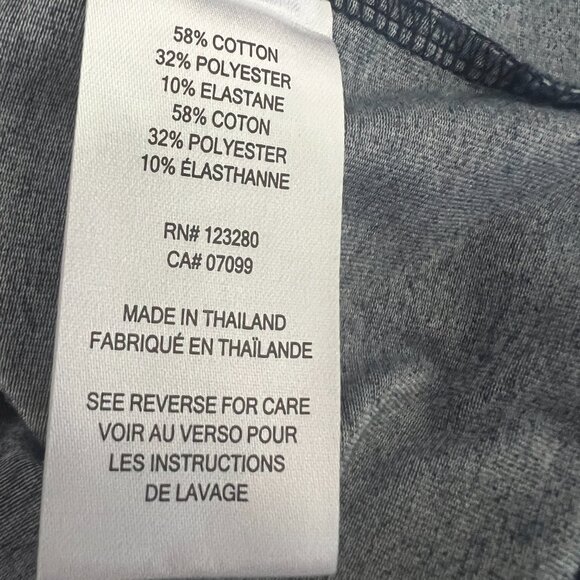 58% COTTON
32% POLYESTER
10% ELASTANE
58% COTON
32% POLYESTER
10% ÉLASTHANNE
RN# 123280
CA# 07099
MADE IN THAILAND
FABRIQUÉ EN THAÏLANDE
SEE REVERSE FOR CARE
VOIR AU VERSO POUR
LES INSTRUCTIONS
DE LAVAGE